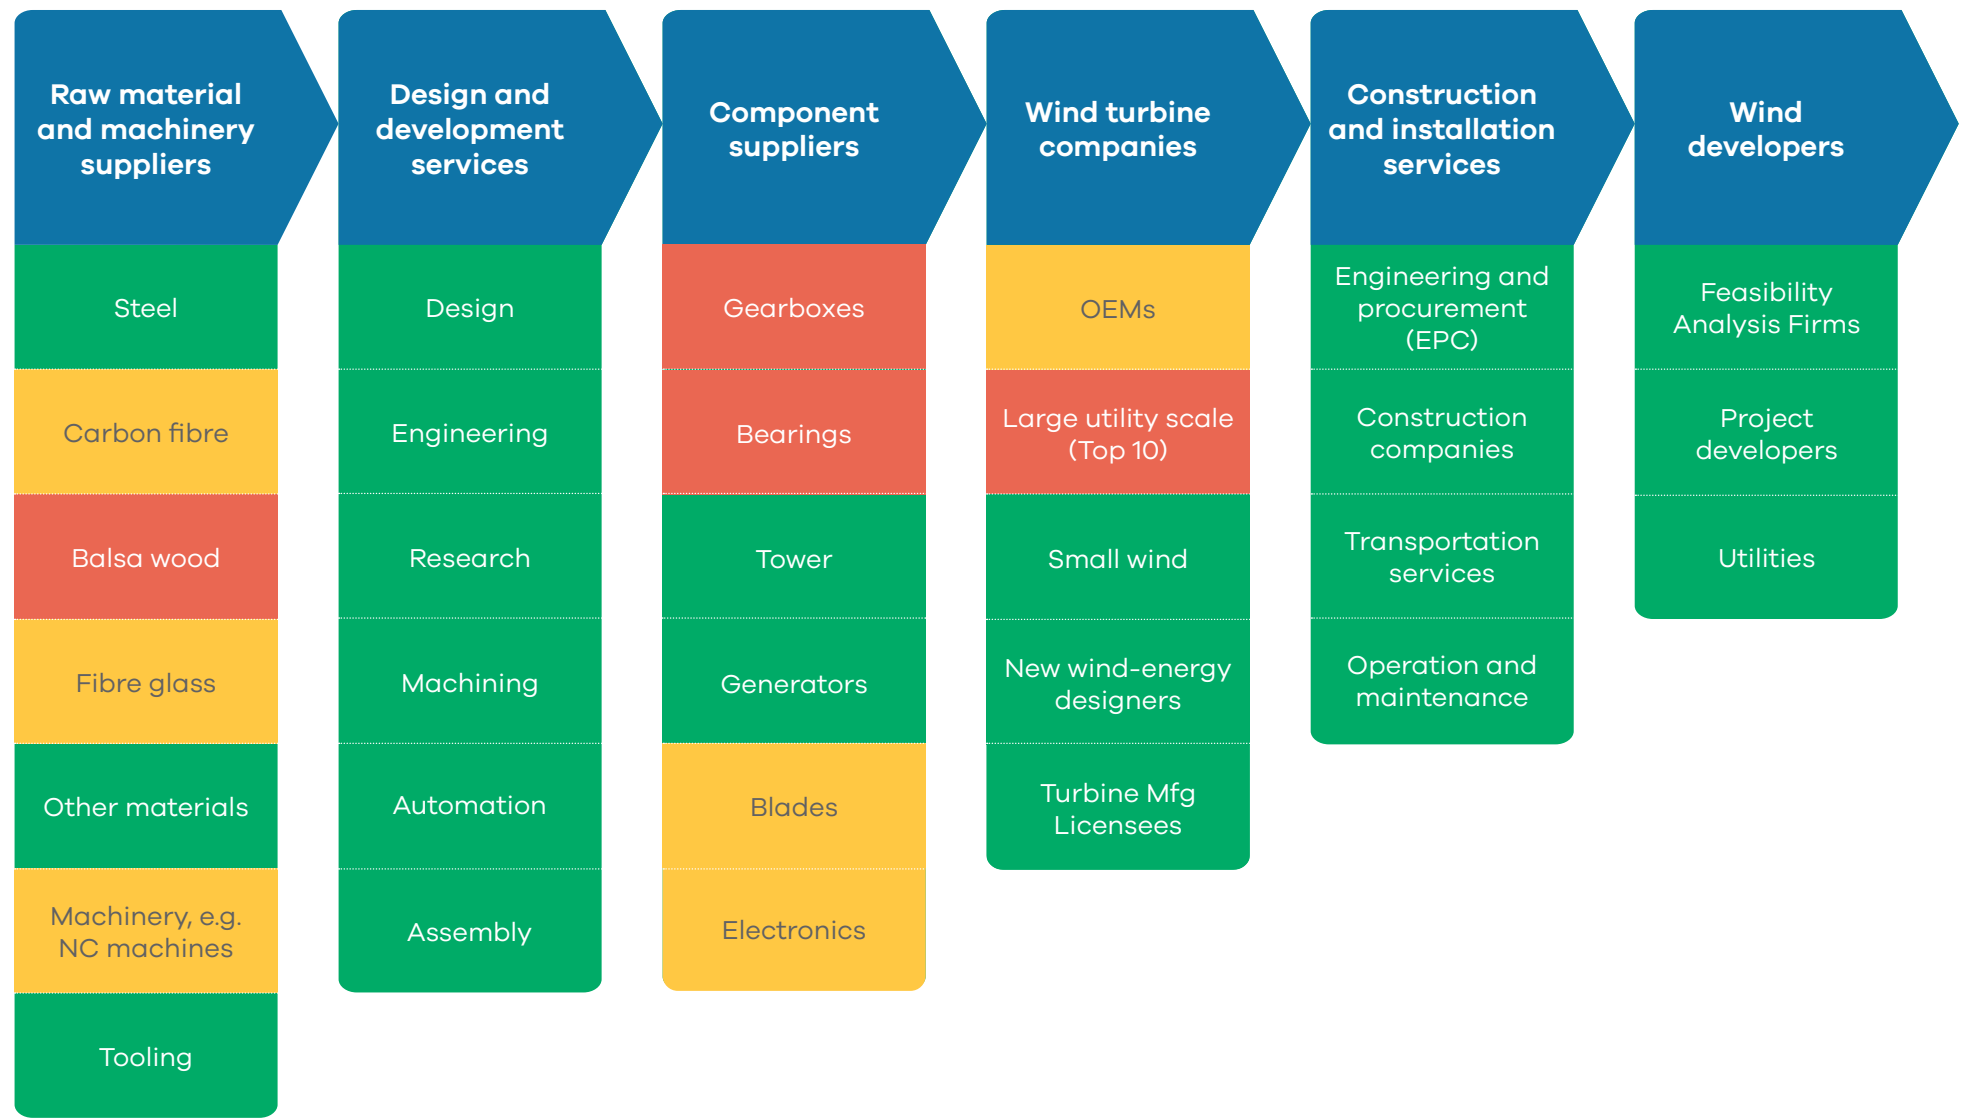 Raw material
and machinery
suppliers
Steel
Carbon fibre
Balsa wood
Fibre glass
Other materials
Machinery, e.g.
NC machines
Tooling
Design and
development
services
Design
Engineering
Research
Machining
Automation
Assembly
Component
suppliers
Gearboxes
Bearings
Tower
Generators
Blades
Electronics
Wind turbine
companies
OEMs
Large utility scale
(Top 10)
Small wind
New wind-energy
designers
Turbine Mfg
Licensees
Construction
and installation
services
Engineering and
procurement
(EPC)
Construction
companies
Transportation
services
Operation and
maintenance
Wind
developers
Feasibility
Analysis Firms
Project
developers
Utilities